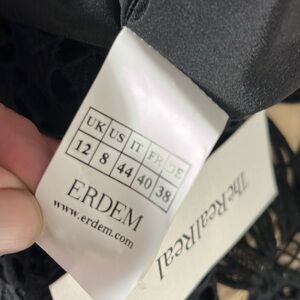 UK US IT FR DE
12 8 44 40 38
ERDEM
www.erdem.com
TheRealReal